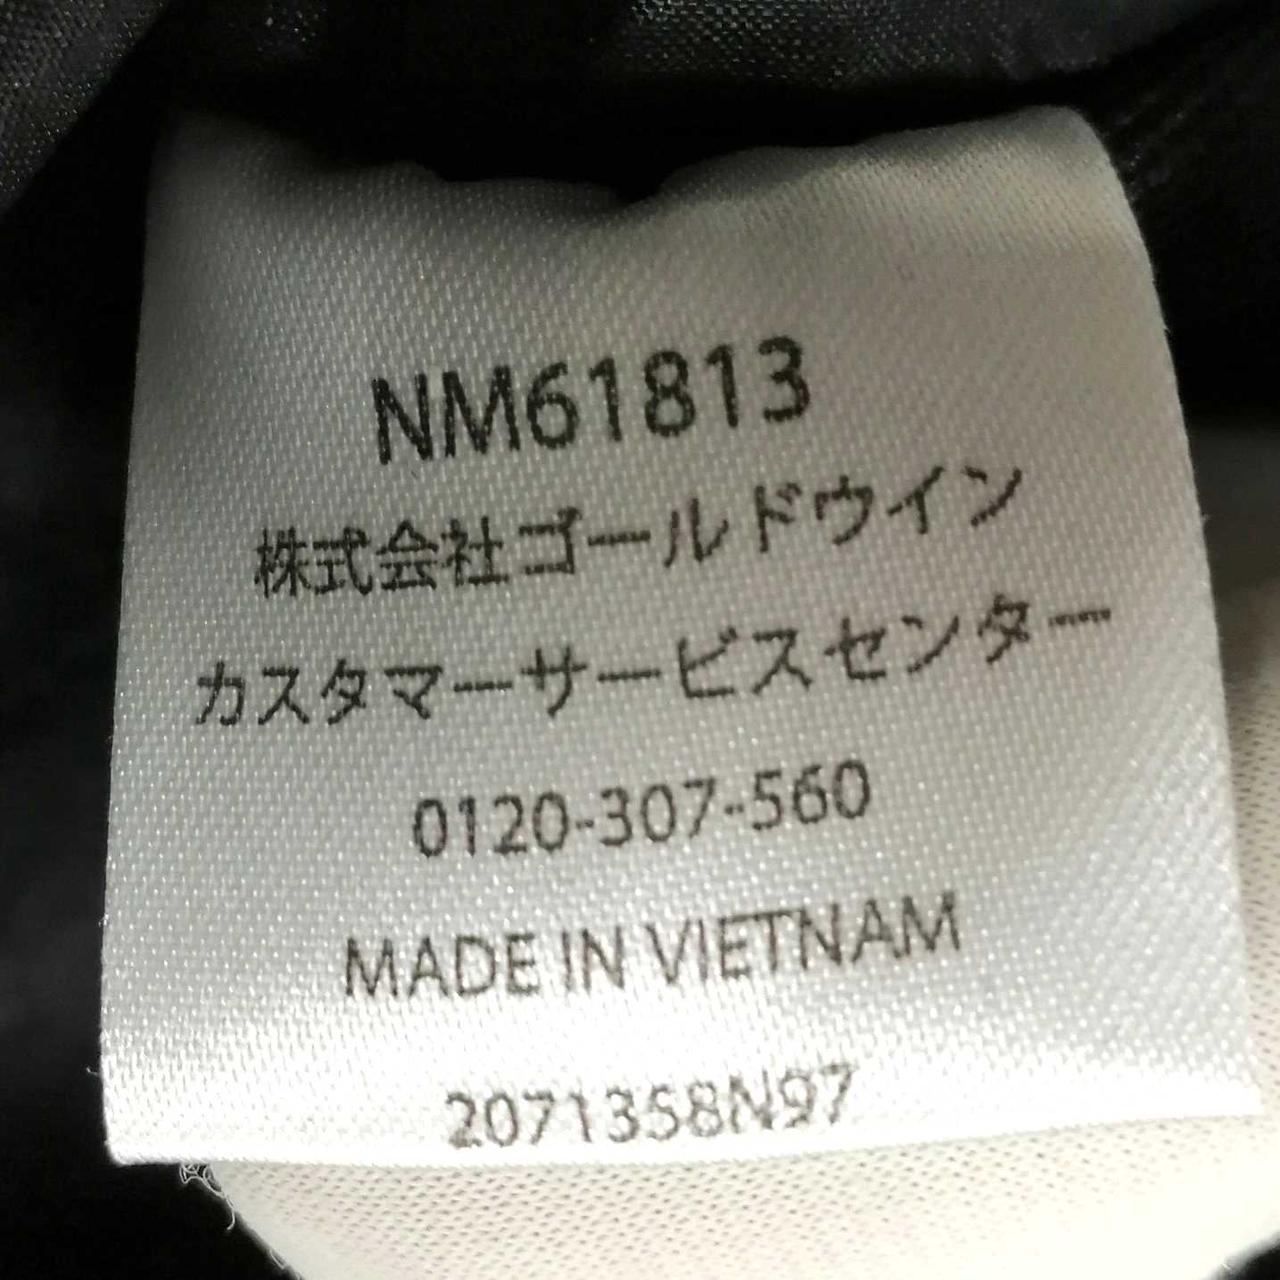 NM61813
株式会社ゴールドウイン
カスタマーサービスセンター
0120-307-560
MADE IN VIETNAM
2071358N97